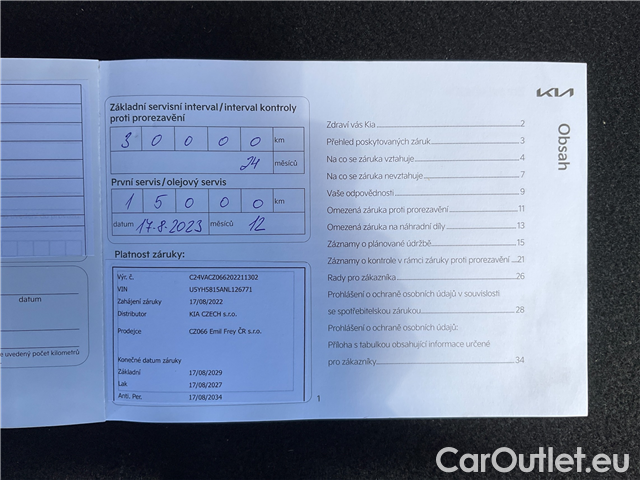 datum
e uvedený počet kilometrů
Základní servisní interval / interval kontroly
proti prorezavění
3 0 0 0 0 km
24 měsíců
První servis / olejový servis
1 5 0 0 0 km
datum 17.8.2023 měsíců 12
Platnost záruky:
Výr. č. C24VACZ066202211302
VIN U5YH5815ANL126771
Zahájení záruky 17/08/2022
Distributor KIA CZECH s.r.o.
Prodejce CZ066 Emil Frey ČR s.r.o.
Konečné datum záruky
Základní 17/08/2029
Lak 17/08/2027
Anti. Per. 17/08/2034
1
KIA
Obsah
Zdraví vás Kia 2
Přehled poskytovaných záruk 3
Na co se záruka vztahuje 4
Na co se záruka nevztahuje 7
Vaše odpovědnosti 9
Omezená záruka proti prorezavění 11
Omezená záruka na náhradní díly 13
Záznamy o plánované údržbě 15
Záznamy o kontrole v rámci záruky proti prorezavění 21
Rady pro zákazníka 26
Prohlášení o ochraně osobních údajů v souvislosti
se spotřebitelskou zárukou 28
Prohlášení o ochraně osobních údajů:
Příloha s tabulkou obsahující informace určené
pro zákazníky 34
CarOutlet.eu